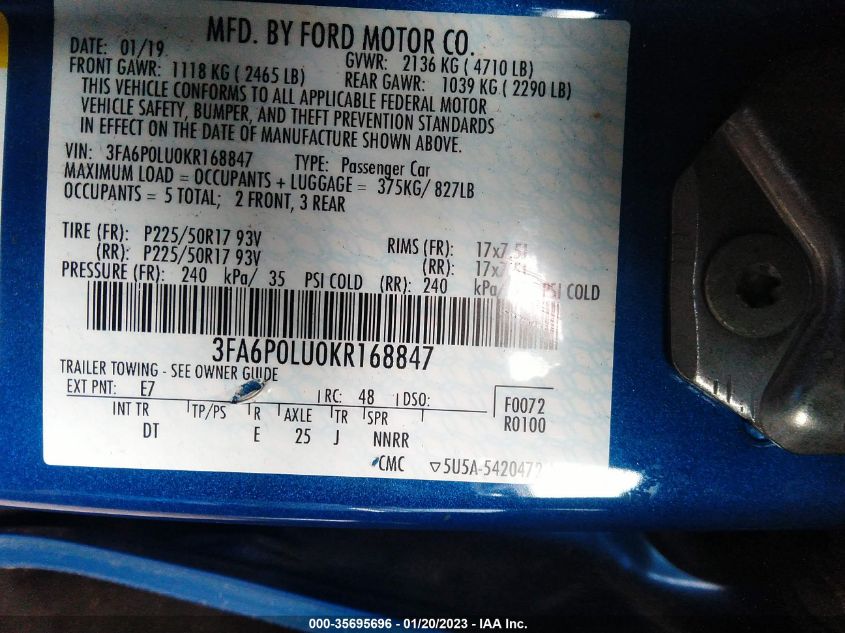 MFD. BY FORD MOTOR CO.
DATE: 01/19 GVWR: 2136 KG ( 4710 LB)
FRONT GAWR: 1118 KG ( 2465 LB) REAR GAWR: 1039 KG ( 2290 LB)
THIS VEHICLE CONFORMS TO ALL APPLICABLE FEDERAL MOTOR
VEHICLE SAFETY, BUMPER, AND THEFT PREVENTION STANDARDS
IN EFFECT ON THE DATE OF MANUFACTURE SHOWN ABOVE.
VIN: 3FA6P0LU0KR168847 TYPE: Passenger Car
MAXIMUM LOAD = OCCUPANTS + LUGGAGE = 375KG/ 827LB
OCCUPANTS = 5 TOTAL; 2 FRONT, 3 REAR
TIRE (FR): P225/50R17 93V RIMS (FR): 17x7.5J
(RR): P225/50R17 93V (RR): 17x7.5J
PRESSURE (FR): 240 kPa/ 35 PSI COLD (RR): 240 kPa/ PSI COLD
3FA6P0LU0KR168847
TRAILER TOWING - SEE OWNER GUIDE
EXT PNT: E7 RC: 48 DSO: F0072
INT TR TP/PS R AXLE TR SPR R0100
DT E 25 J NNRR
CMC ▽5U5A-5420472
000-35695696 - 01/20/2023 - IAA Inc.